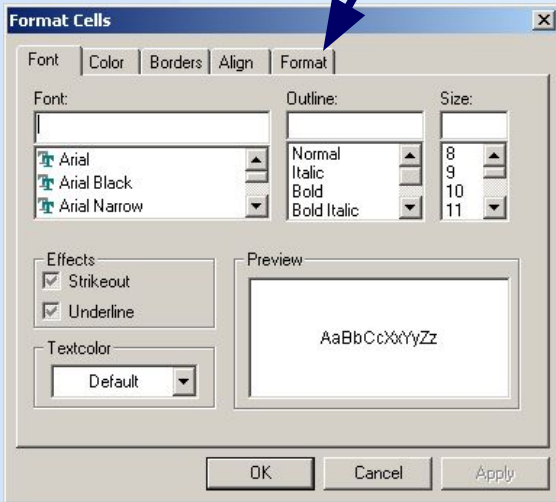 Format Cells
Font Color Borders Align Format
Font: Outline: Size:
Arial Normal 8
Arial Black Italic 9
Arial Narrow Bold 10
Bold Italic 11
Effects Preview
Strikeout
Underline
AaBbCcXxYyZz
Textcolor
Default
OK Cancel Apply